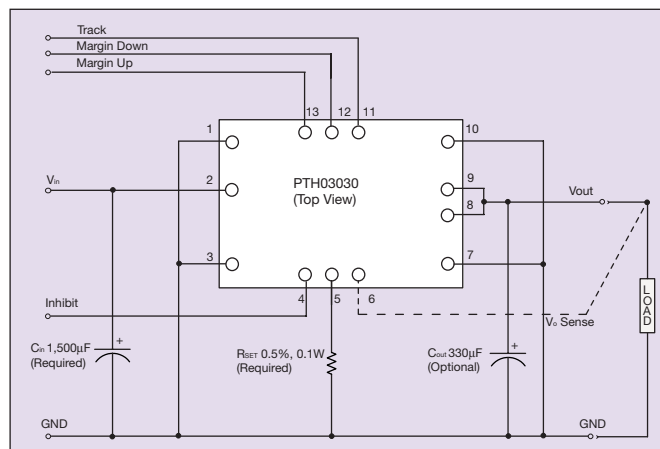 Track
Margin Down
Margin Up
13 12 11
1
10
PTH03030
(Top View)
Vin
2
9
8
Vout
3
7
Inhibit
4 5 6
Vo Sense
LOAD
Cin 1,500µF
(Required)
+
RSET 0.5%, 0.1W
(Required)
Cout 330µF
(Optional)
+
GND
GND